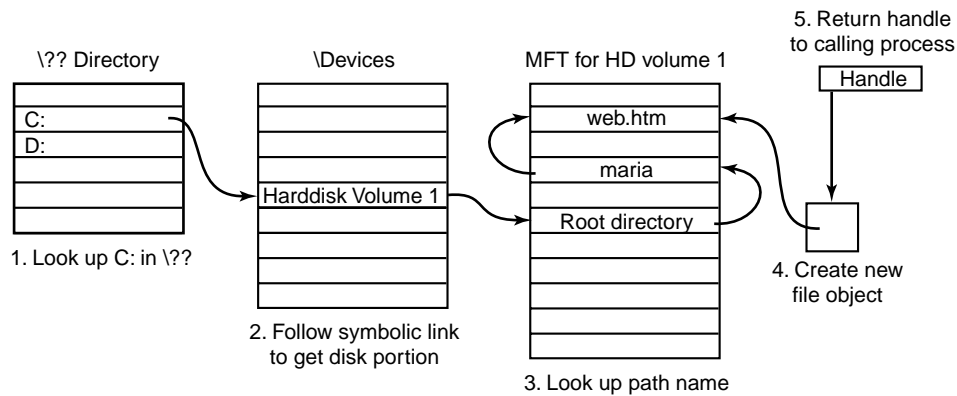 \?? Directory
C:
D:
1. Look up C: in \??
\Devices
Harddisk Volume 1
2. Follow symbolic link
to get disk portion
MFT for HD volume 1
web.htm
maria
Root directory
3. Look up path name
5. Return handle
to calling process
Handle
4. Create new
file object